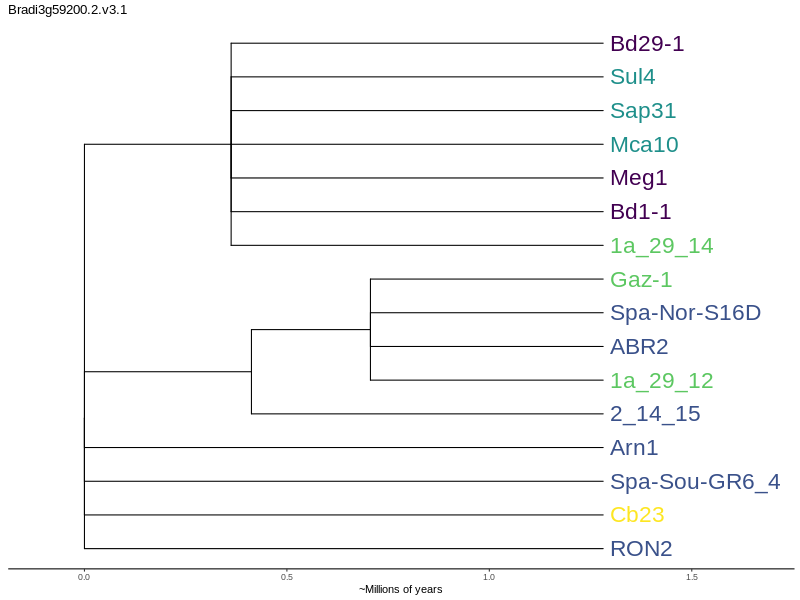 Bradi3g59200.2.v3.1
Bd29-1
Sul4
Sap31
Mca10
Meg1
Bd1-1
1a_29_14
Gaz-1
Spa-Nor-S16D
ABR2
1a_29_12
2_14_15
Arn1
Spa-Sou-GR6_4
Cb23
RON2
0.0 0.5 1.0 1.5
~Millions of years